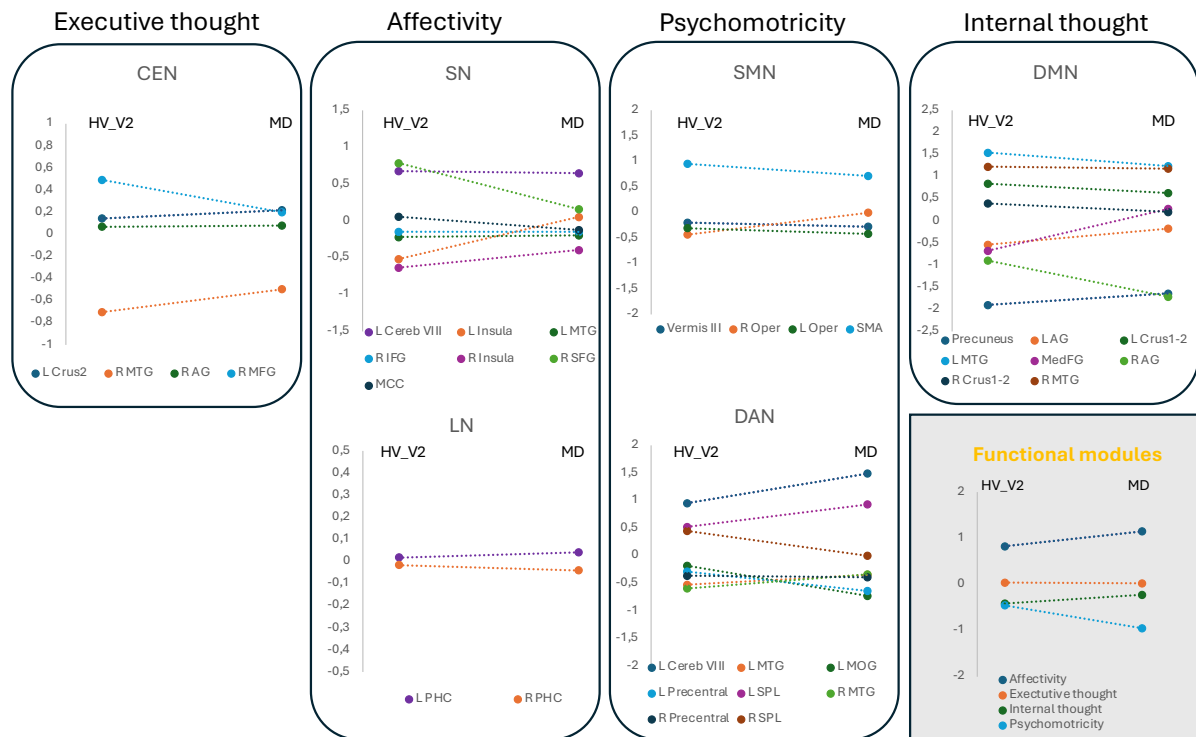 Executive thought
Affectivity
Psychomotricity
Internal thought
CEN
HV_V2 MD
1
0,8
0,6
0,4
0,2
0
-0,2
-0,4
-0,6
-0,8
-1
L Crus2 R MTG R AG R MFG
SN
HV_V2 MD
1,5
1
0,5
0
-0,5
-1
-1,5
L Cereb VIII L Insula L MTG
R IFG R Insula R SFG
MCC
LN
HV_V2 MD
0,5
0,4
0,3
0,2
0,1
0
-0,1
-0,2
-0,3
-0,4
-0,5
L PHC R PHC
SMN
HV_V2 MD
2
1,5
1
0,5
0
-0,5
-1
-1,5
-2
Vermis III R Oper L Oper SMA
DAN
HV_V2 MD
2
1,5
1
0,5
0
-0,5
-1
-1,5
-2
L Cereb VIII L MTG L MOG
L Precentral L SPL R MTG
R Precentral R SPL
DMN
HV_V2 MD
2,5
2
1,5
1
0,5
0
-0,5
-1
-1,5
-2
-2,5
Precuneus L AG L Crus1-2
L MTG MedFG R AG
R Crus1-2 R MTG
Functional modules
HV_V2 MD
2
1
0
-1
-2
Affectivity
Exectutive thought
Internal thought
Psychomotricity